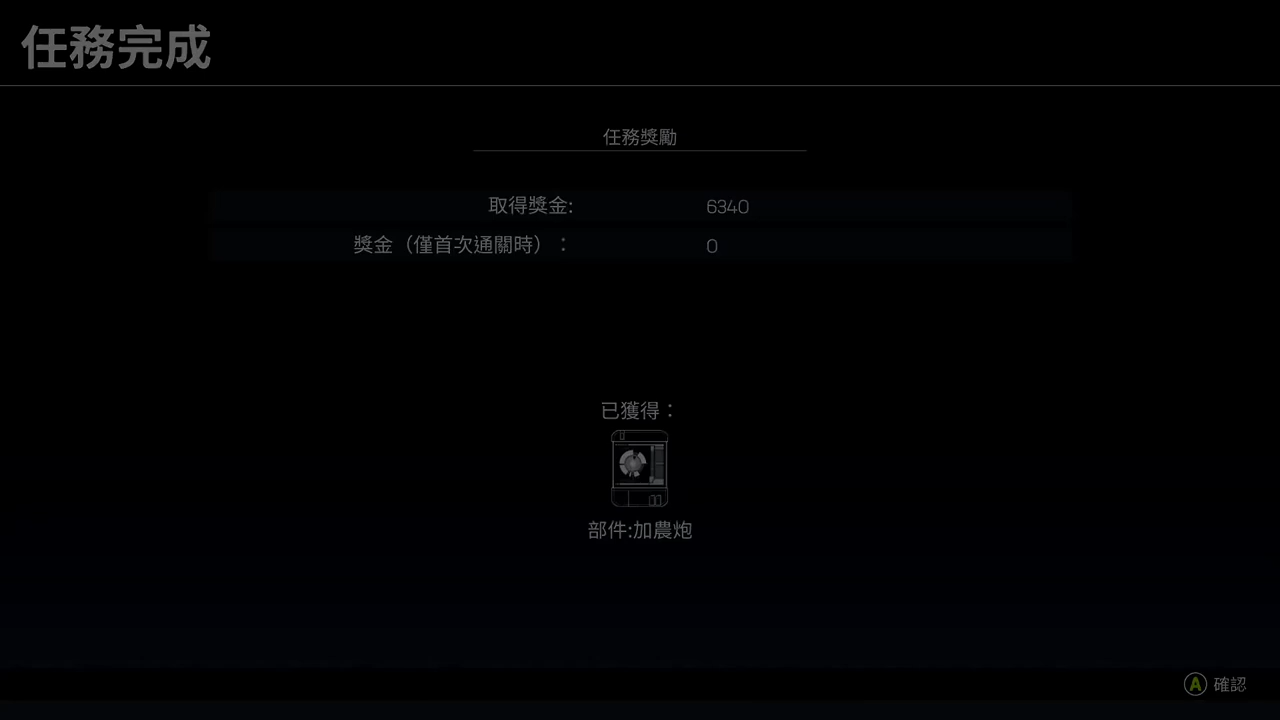 任務完成
任務獎勵
取得獎金: 6340
獎金（僅首次通關時）： 0
已獲得：
部件:加農炮
A 確認